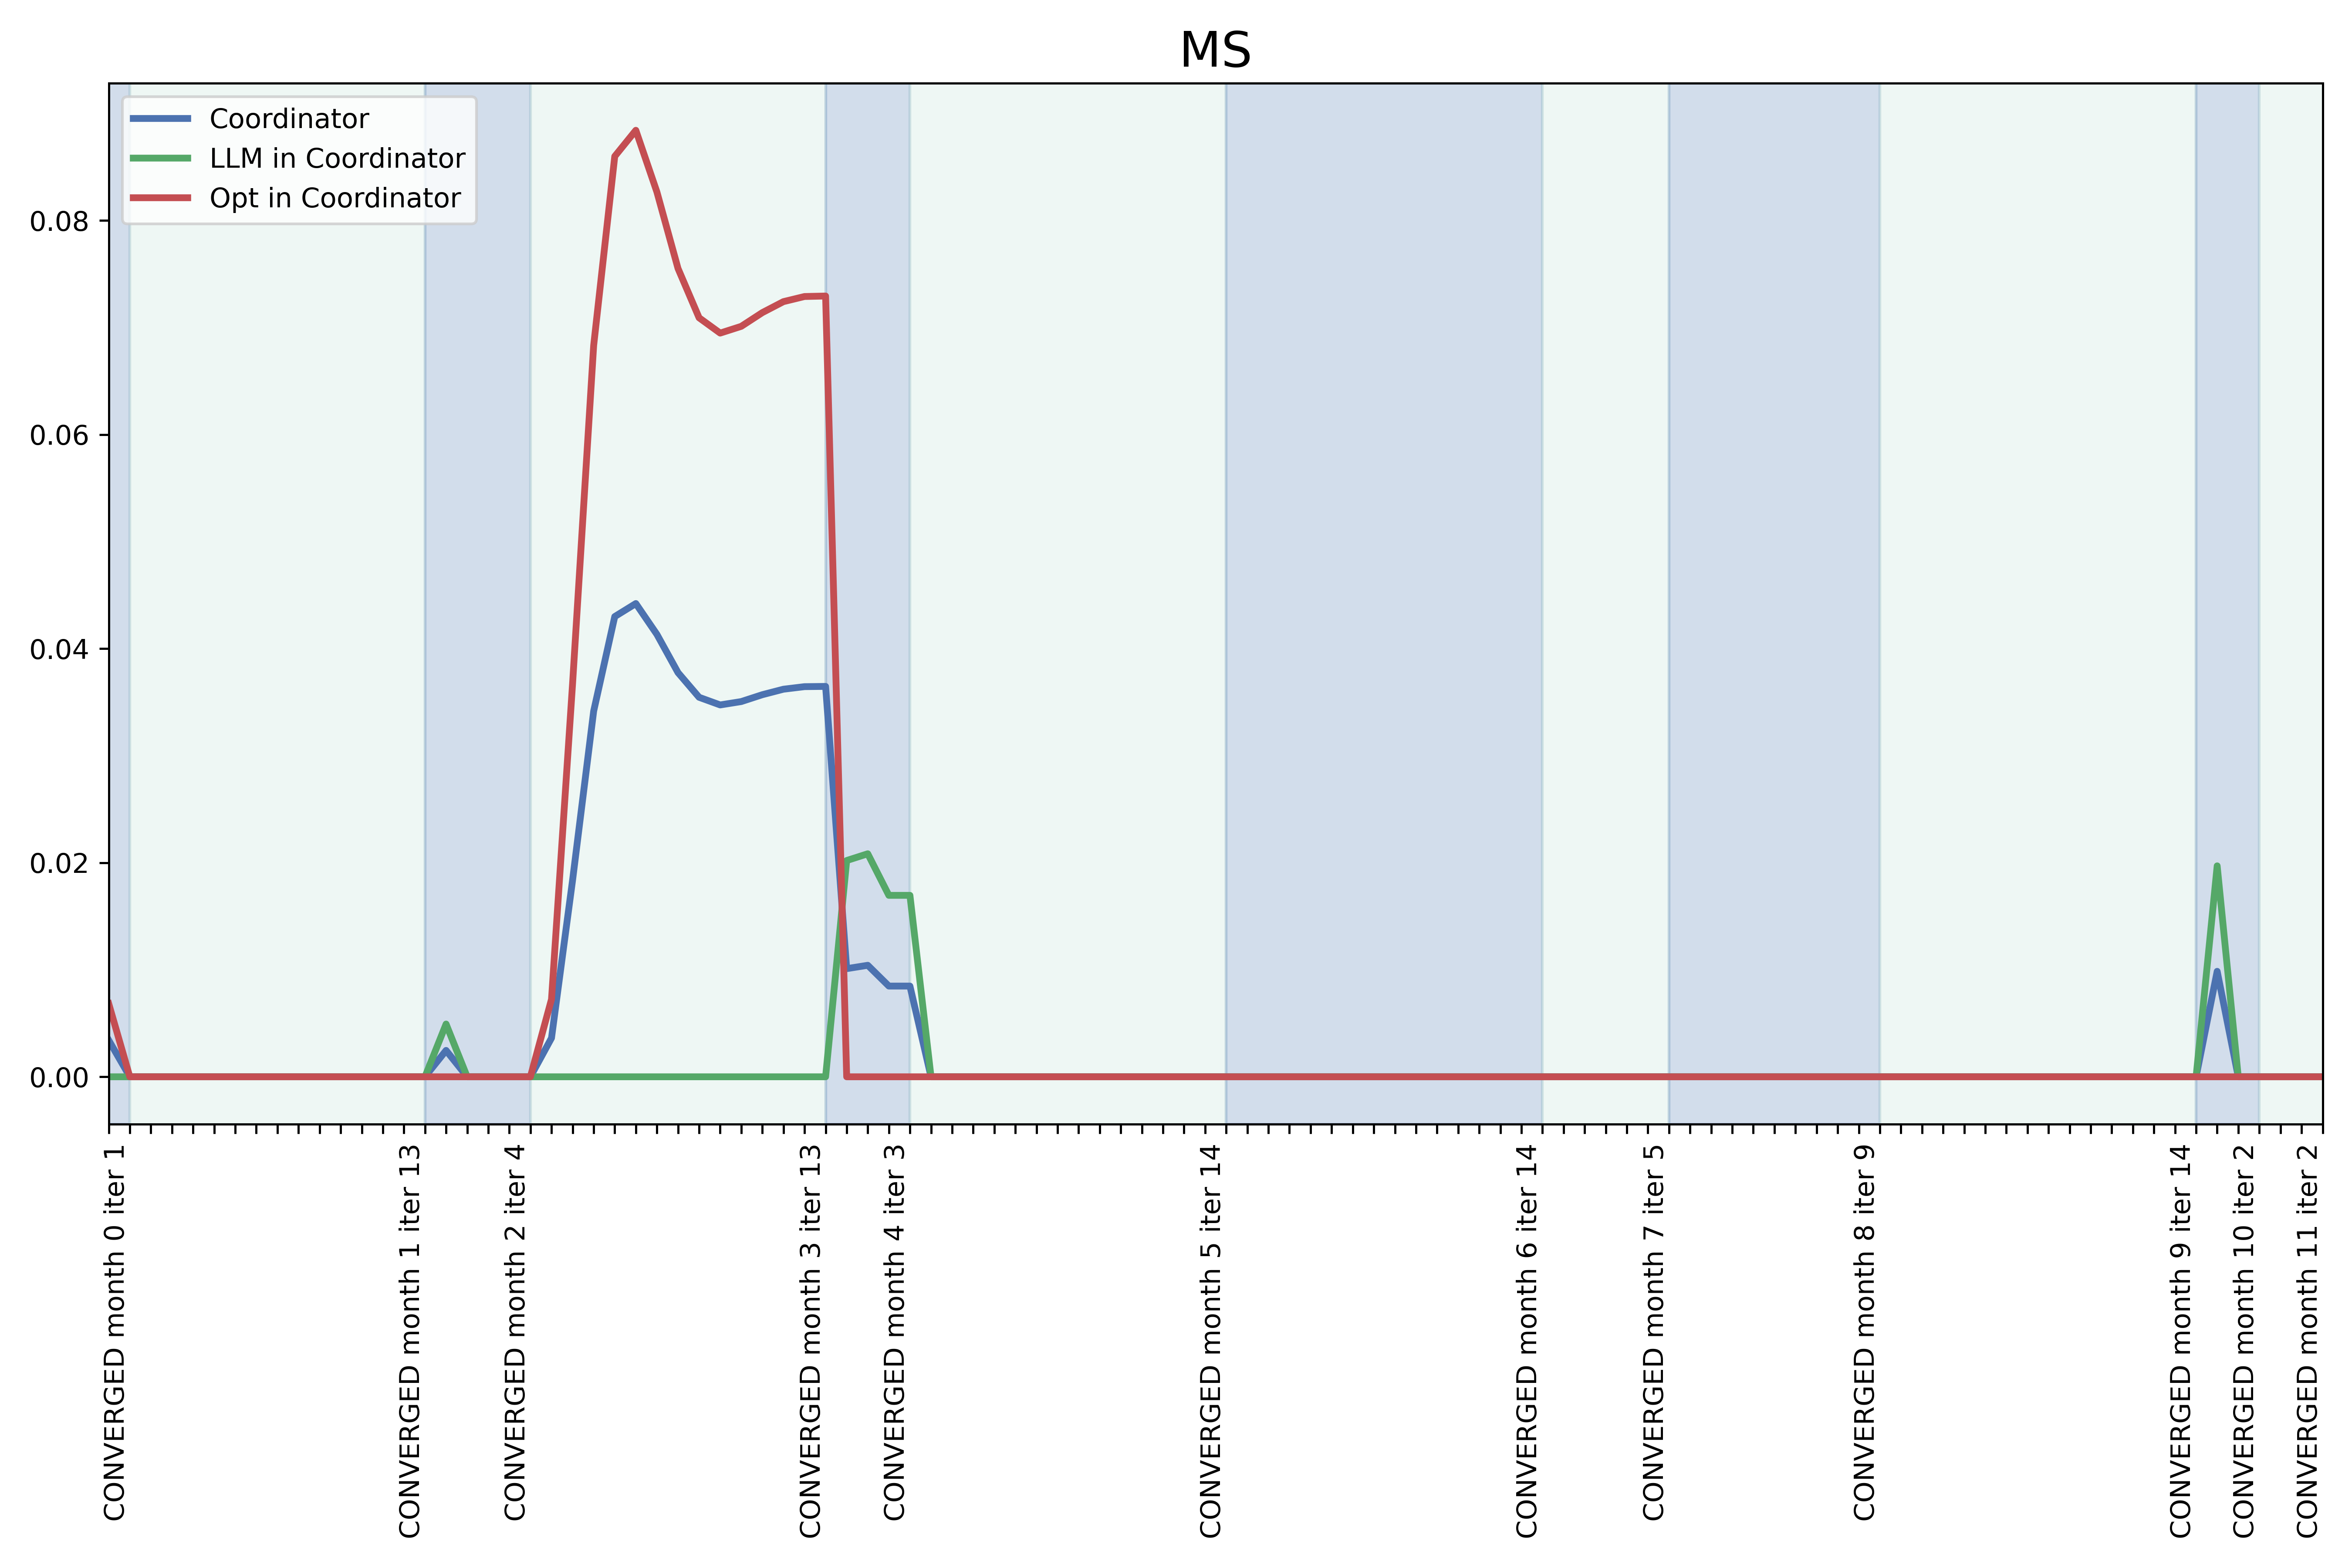 MS
Coordinator
LLM in Coordinator
Opt in Coordinator
0.08
0.06
0.04
0.02
0.00
CONVERGED month 0 iter 1
CONVERGED month 1 iter 13
CONVERGED month 2 iter 4
CONVERGED month 3 iter 13
CONVERGED month 4 iter 3
CONVERGED month 5 iter 14
CONVERGED month 6 iter 14
CONVERGED month 7 iter 5
CONVERGED month 8 iter 9
CONVERGED month 9 iter 14
CONVERGED month 10 iter 2
CONVERGED month 11 iter 2